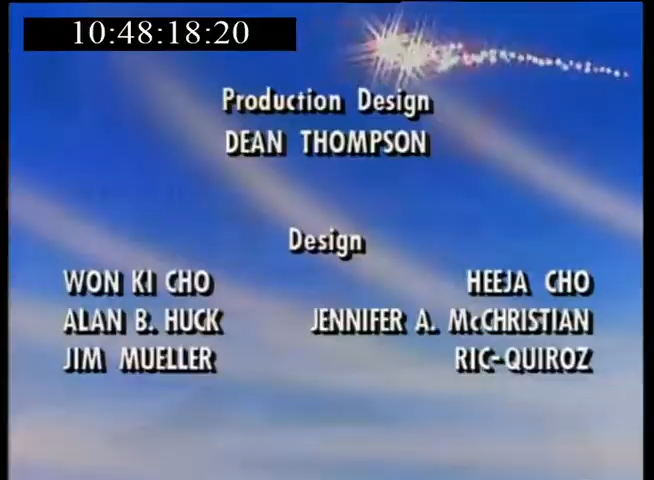 10:48:18:20
Production Design
DEAN THOMPSON
Design
WON KI CHO HEEJA CHO
ALAN B. HUCK JENNIFER A. McCHRISTIAN
JIM MUELLER RIC-QUIROZ